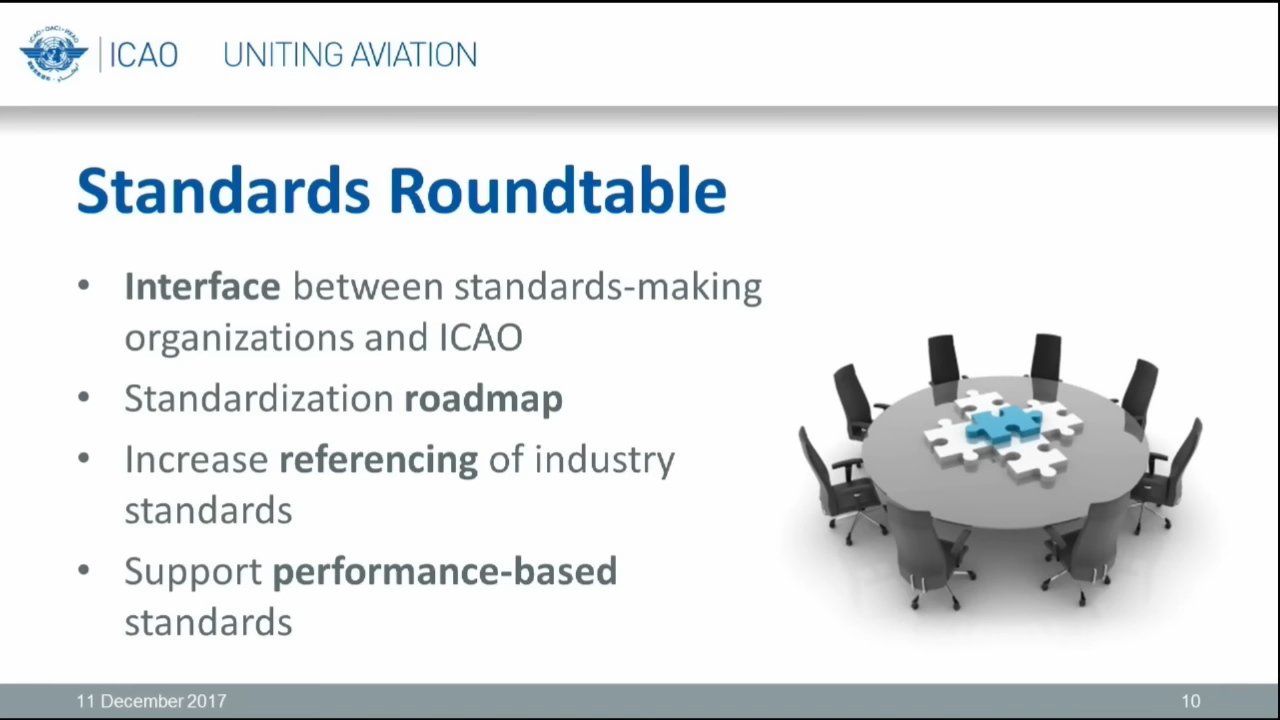 ICAO UNITING AVIATION
Standards Roundtable
• Interface between standards-making
organizations and ICAO
• Standardization roadmap
• Increase referencing of industry
standards
• Support performance-based
standards
11 December 2017 10